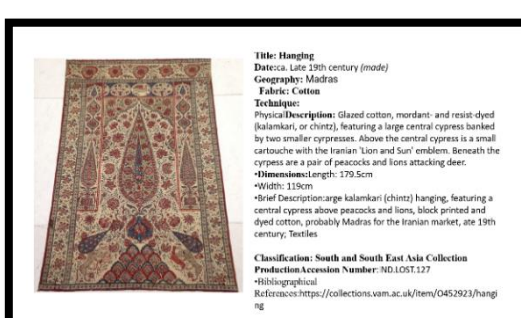 Title: Hanging
Date:ca. Late 19th century (made)
Geography: Madras
Fabric: Cotton
Technique:
PhysicalDescription: Glazed cotton, mordant- and resist-dyed
(kalamkari, or chintz), featuring a large central cypress banked
by two smaller cyrpresses. Above the central cypress is a small
cartouche with the Iranian 'Lion and Sun' emblem. Beneath the
cyrpess are a pair of peacocks and lions attacking deer.
•Dimensions:Length: 179.5cm
•Width: 119cm
•Brief Description:arge kalamkari (chintz) hanging, featuring a
central cypress above peacocks and lions, block printed and
dyed cotton, probably Madras for the Iranian market, ate 19th
century; Textiles
Classification: South and South East Asia Collection
ProductionAccession Number: ND.LOST.127
•Bibliographical
References:https://collections.vam.ac.uk/item/O452923/hangi
ng